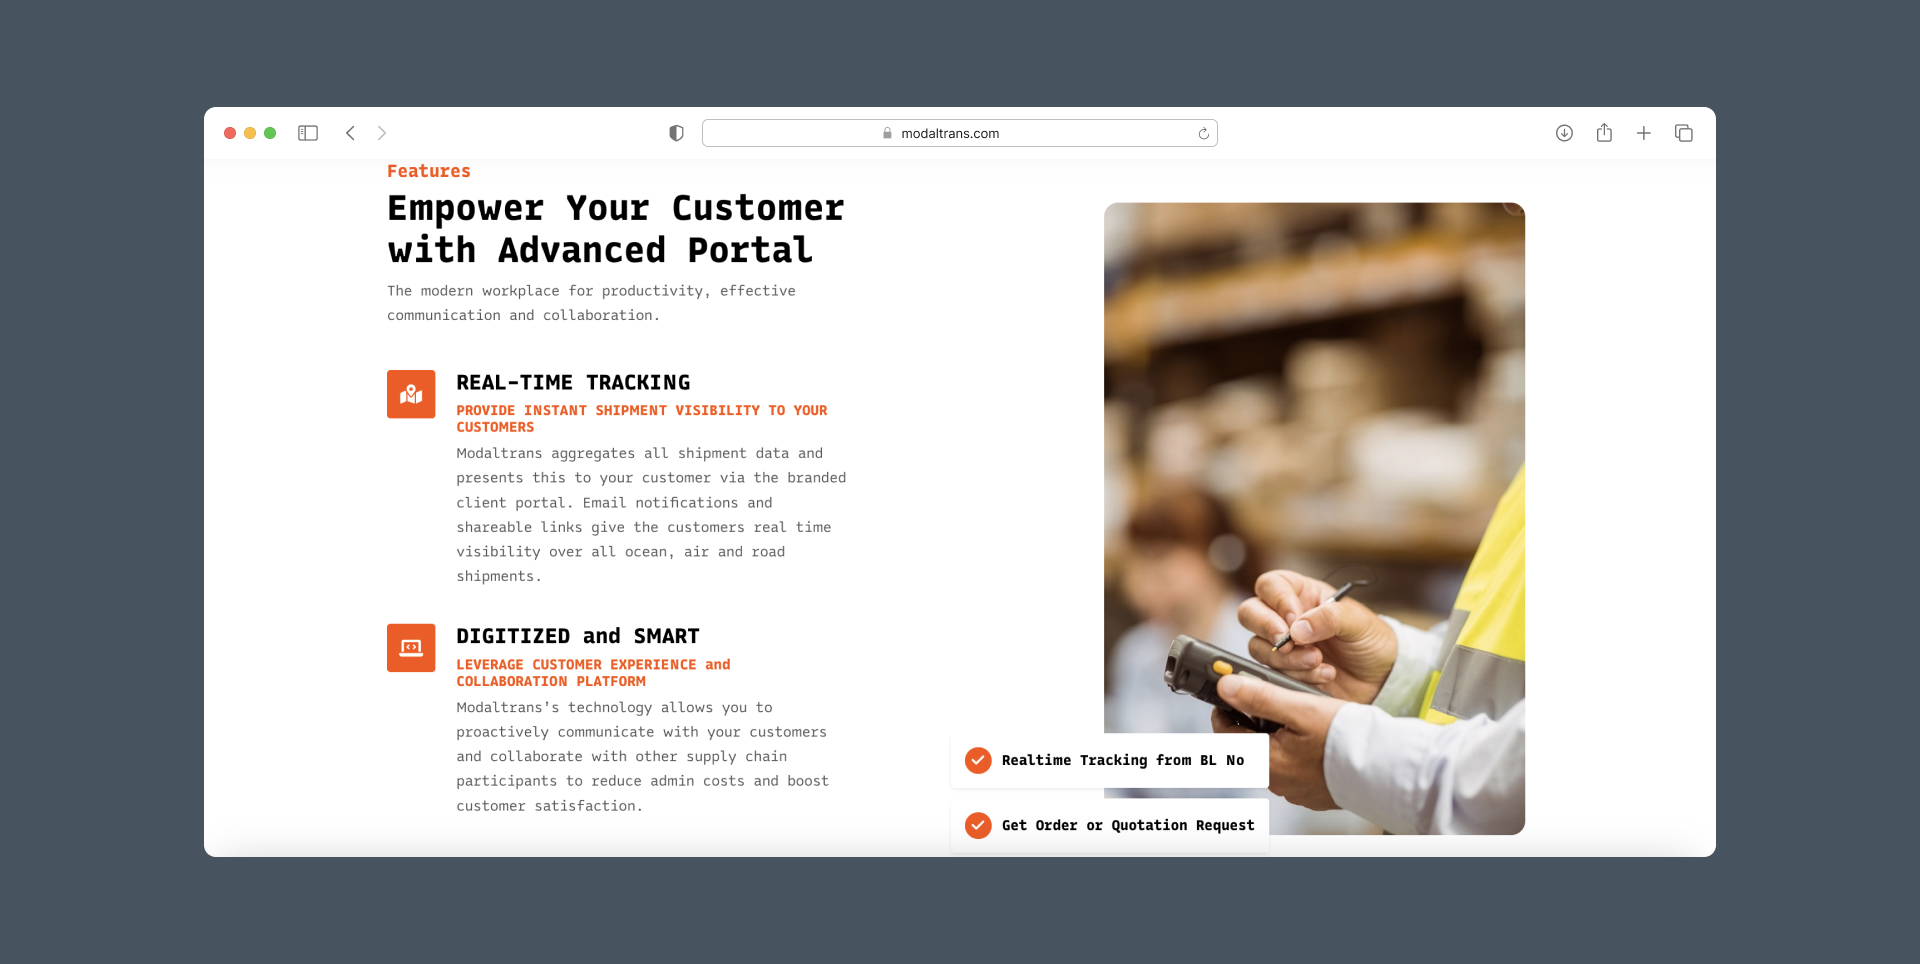 modaltrans.com
Features
Empower Your Customer
with Advanced Portal
The modern workplace for productivity, effective
communication and collaboration.
REAL-TIME TRACKING
PROVIDE INSTANT SHIPMENT VISIBILITY TO YOUR
CUSTOMERS
Modaltrans aggregates all shipment data and
presents this to your customer via the branded
client portal. Email notifications and
shareable links give the customers real time
visibility over all ocean, air and road
shipments.
DIGITIZED and SMART
LEVERAGE CUSTOMER EXPERIENCE and
COLLABORATION PLATFORM
Modaltrans's technology allows you to
proactively communicate with your customers
and collaborate with other supply chain
participants to reduce admin costs and boost
customer satisfaction.
Realtime Tracking from BL No
Get Order or Quotation Request